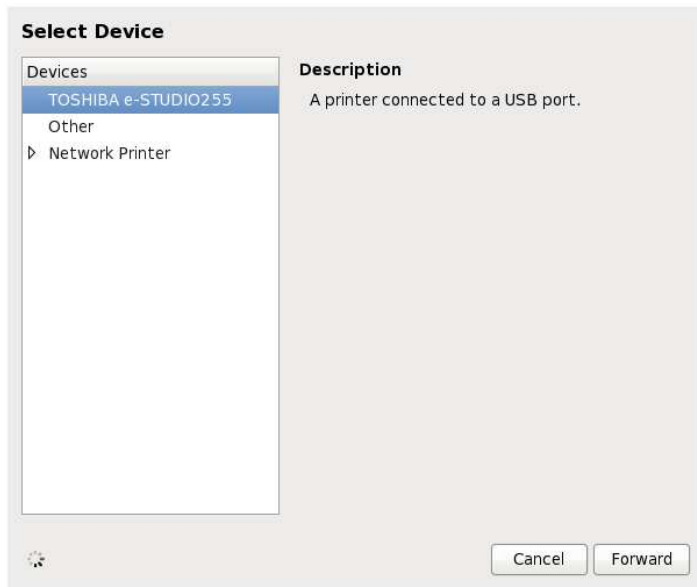 Select Device
Devices
TOSHIBA e-STUDIO255
Other
Network Printer
Description
A printer connected to a USB port.
Cancel
Forward